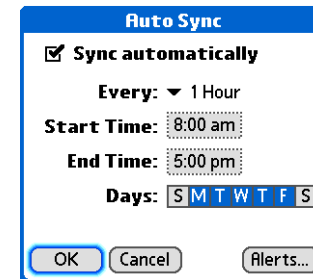 Auto Sync
Sync automatically
Every: 1 Hour
Start Time: 8:00 am
End Time: 5:00 pm
Days: S M T W T F S
OK Cancel Alerts...